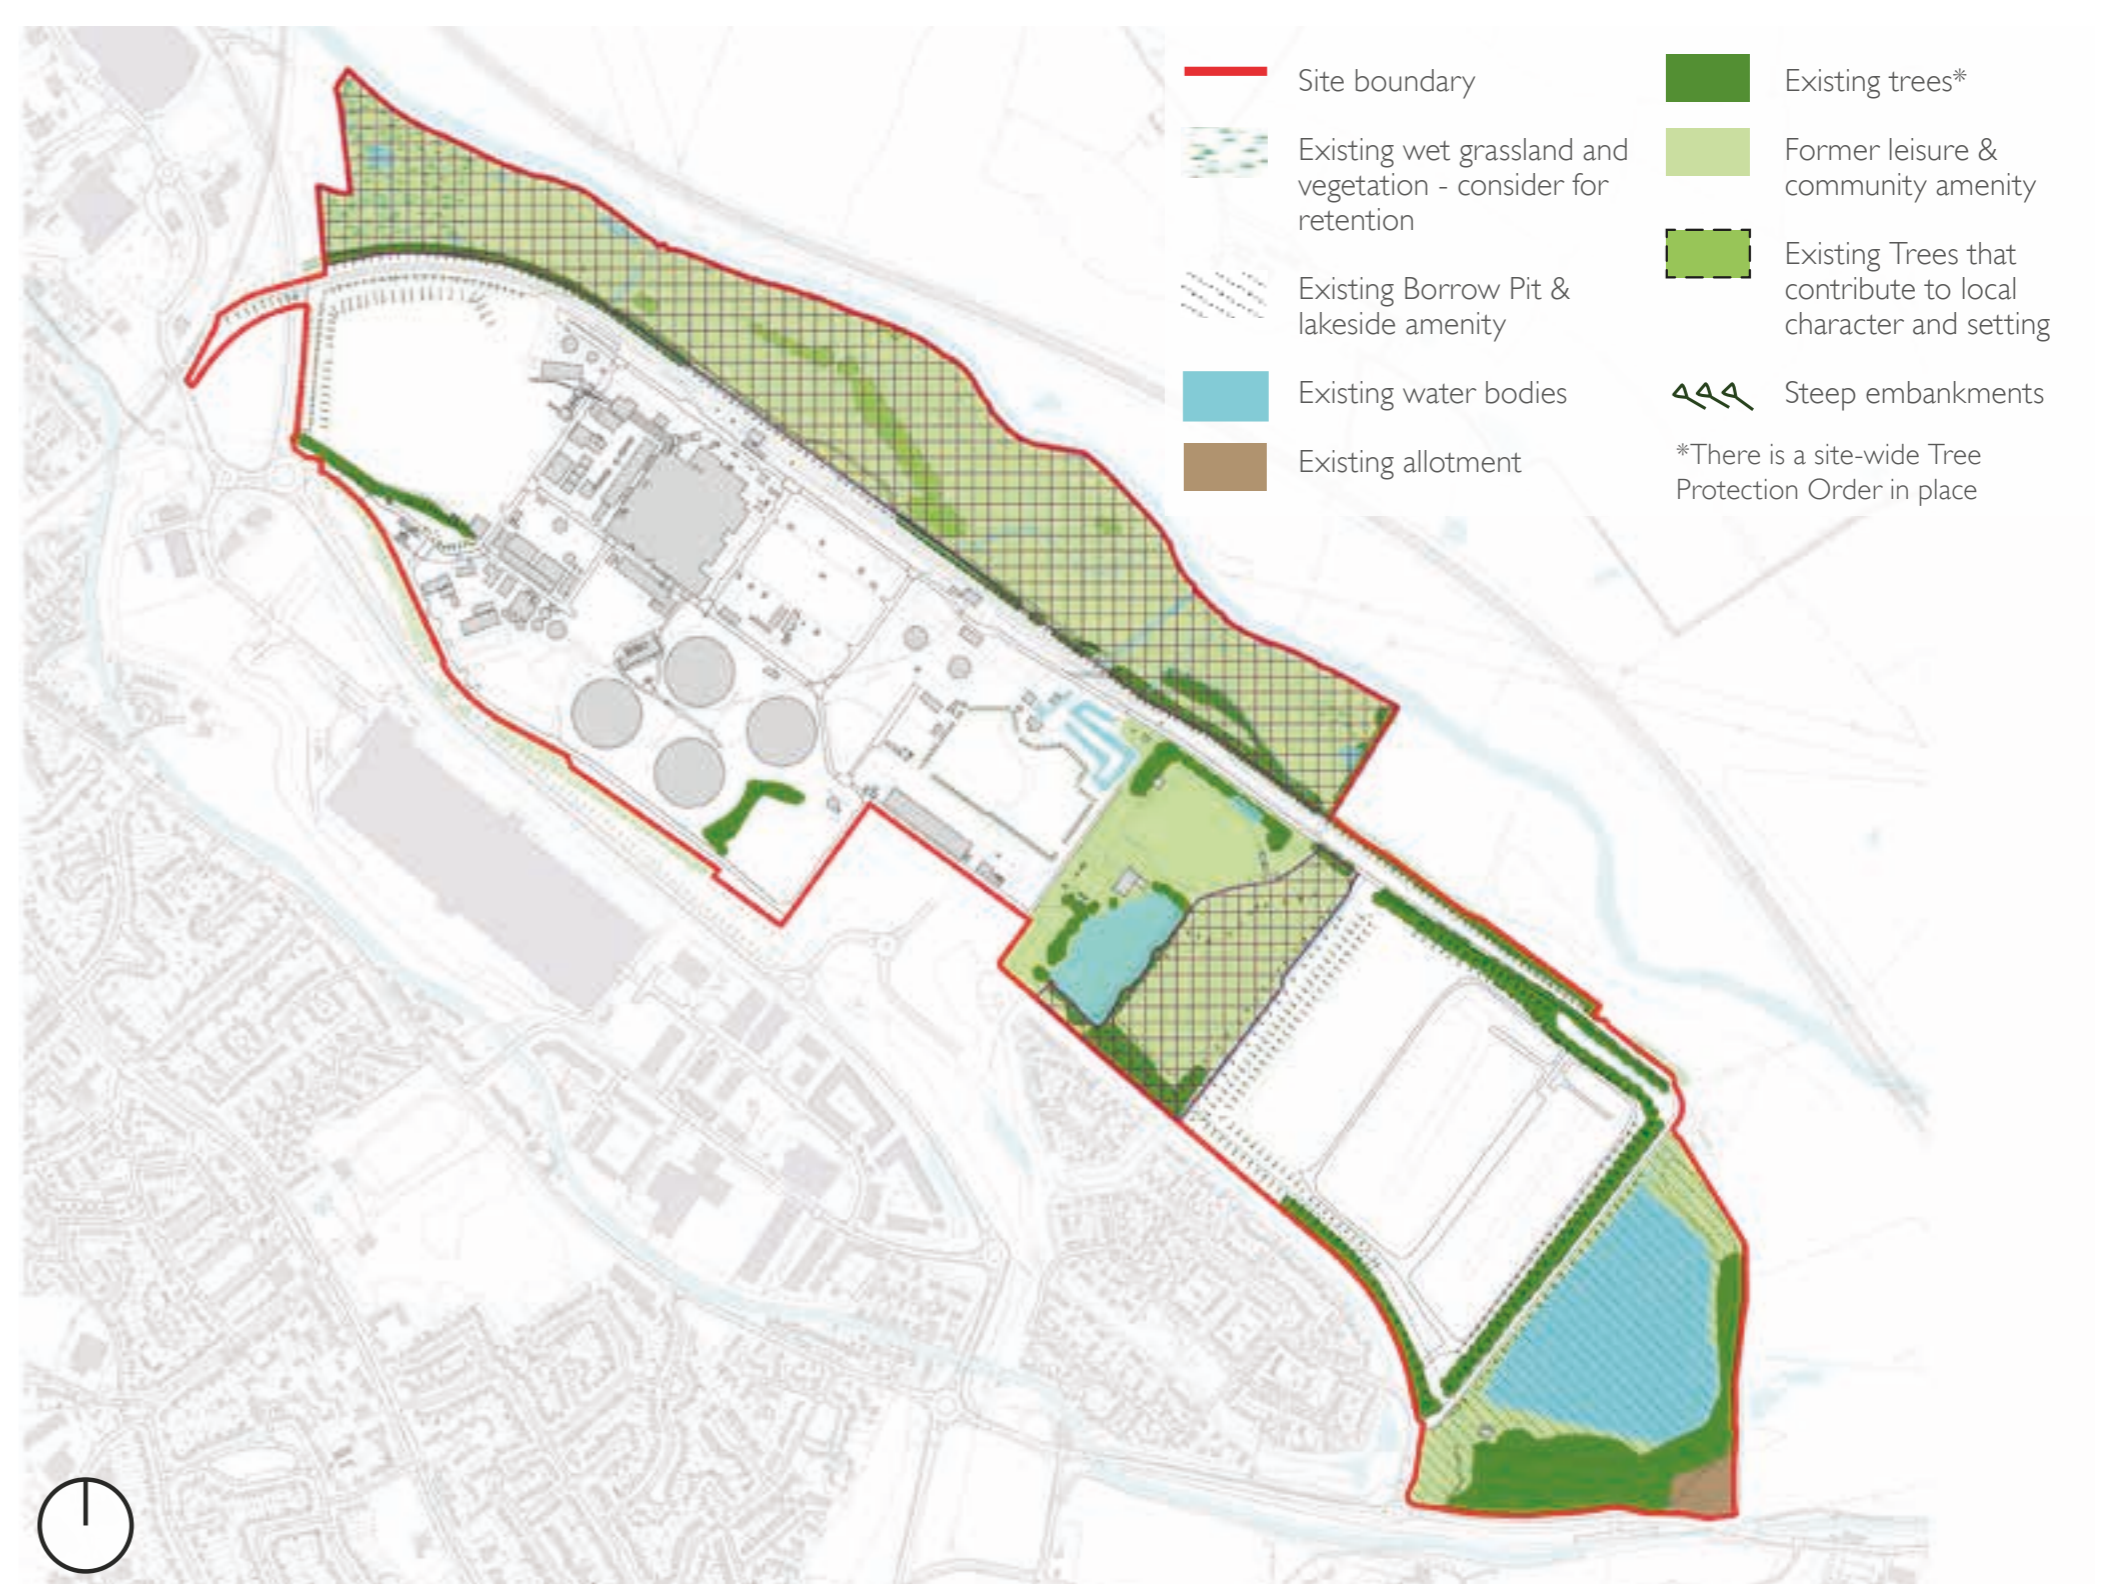 Site boundary
Existing wet grassland and
vegetation - consider for
retention
Existing Borrow Pit &
lakeside amenity
Existing water bodies
Existing allotment
Existing trees*
Former leisure &
community amenity
Existing Trees that
contribute to local
character and setting
Steep embankments
*There is a site-wide Tree
Protection Order in place